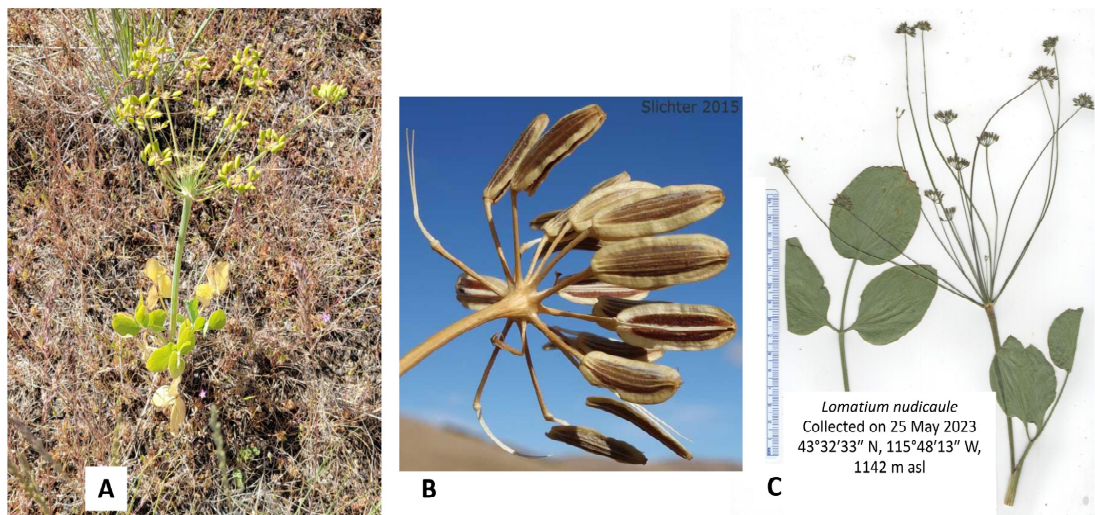 Slichter 2015
A
B
C
Lomatium nudicaule
Collected on 25 May 2023
43°32’33” N, 115°48’13” W,
1142 m asl